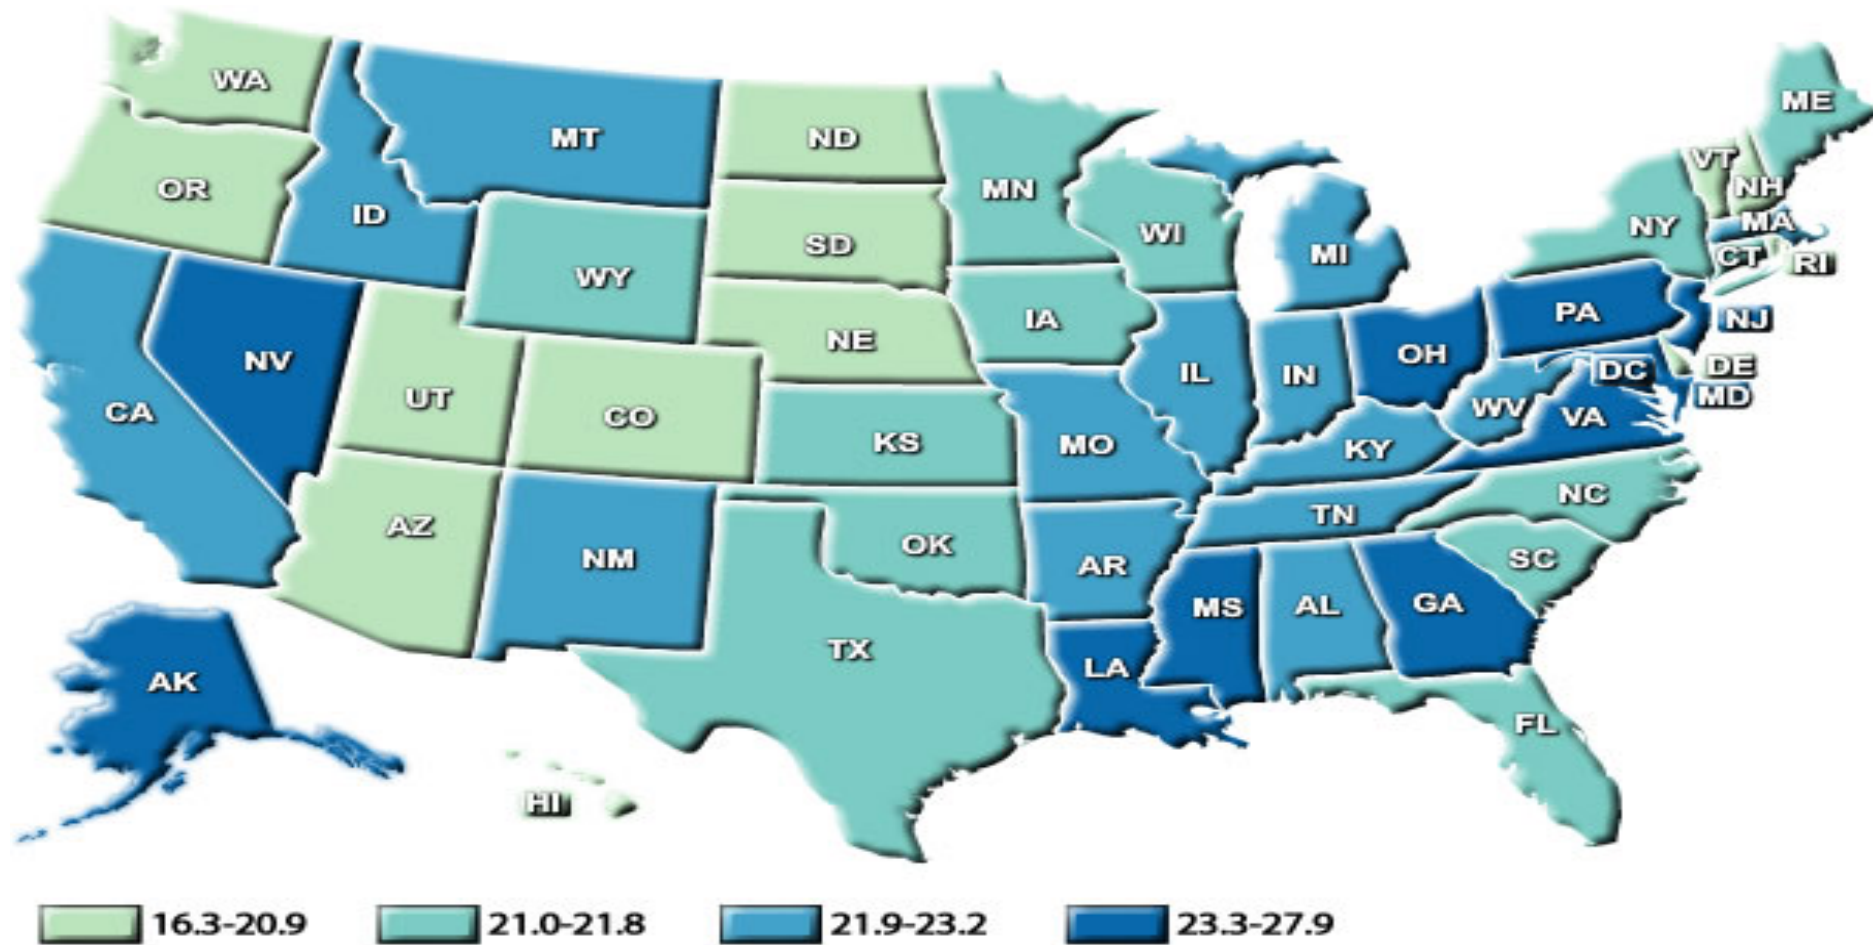 WA
MT
ND
ME
OR
ID
MN
VT
NH
SD
WI
NY
MA
WY
MI
CT
RI
IA
PA
NJ
NV
NE
OH
DE
CA
UT
CO
IL
IN
DC
MD
KS
MO
WV
VA
KY
AZ
NM
OK
TN
NC
AR
SC
TX
MS
AL
GA
AK
LA
FL
HI
16.3-20.9
21.0-21.8
21.9-23.2
23.3-27.9